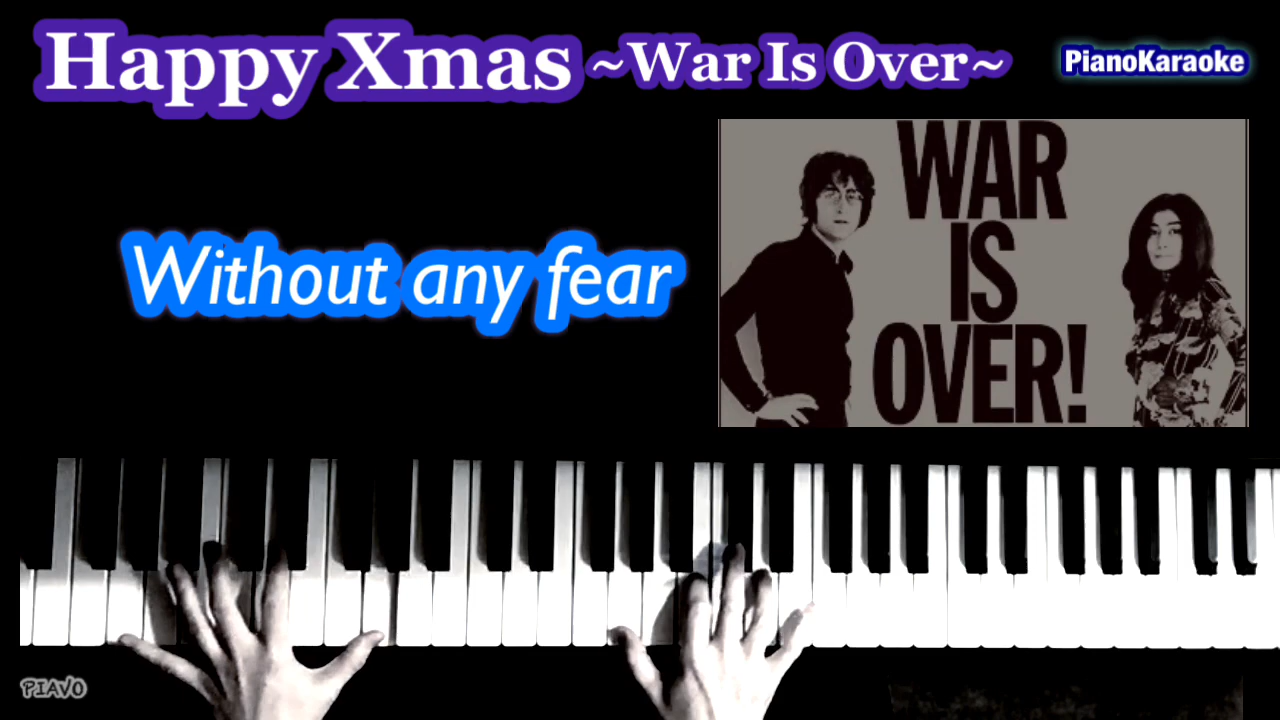 Happy Xmas ~War Is Over~
PianoKaraoke
WAR
IS
OVER!
Without any fear
PIAVO